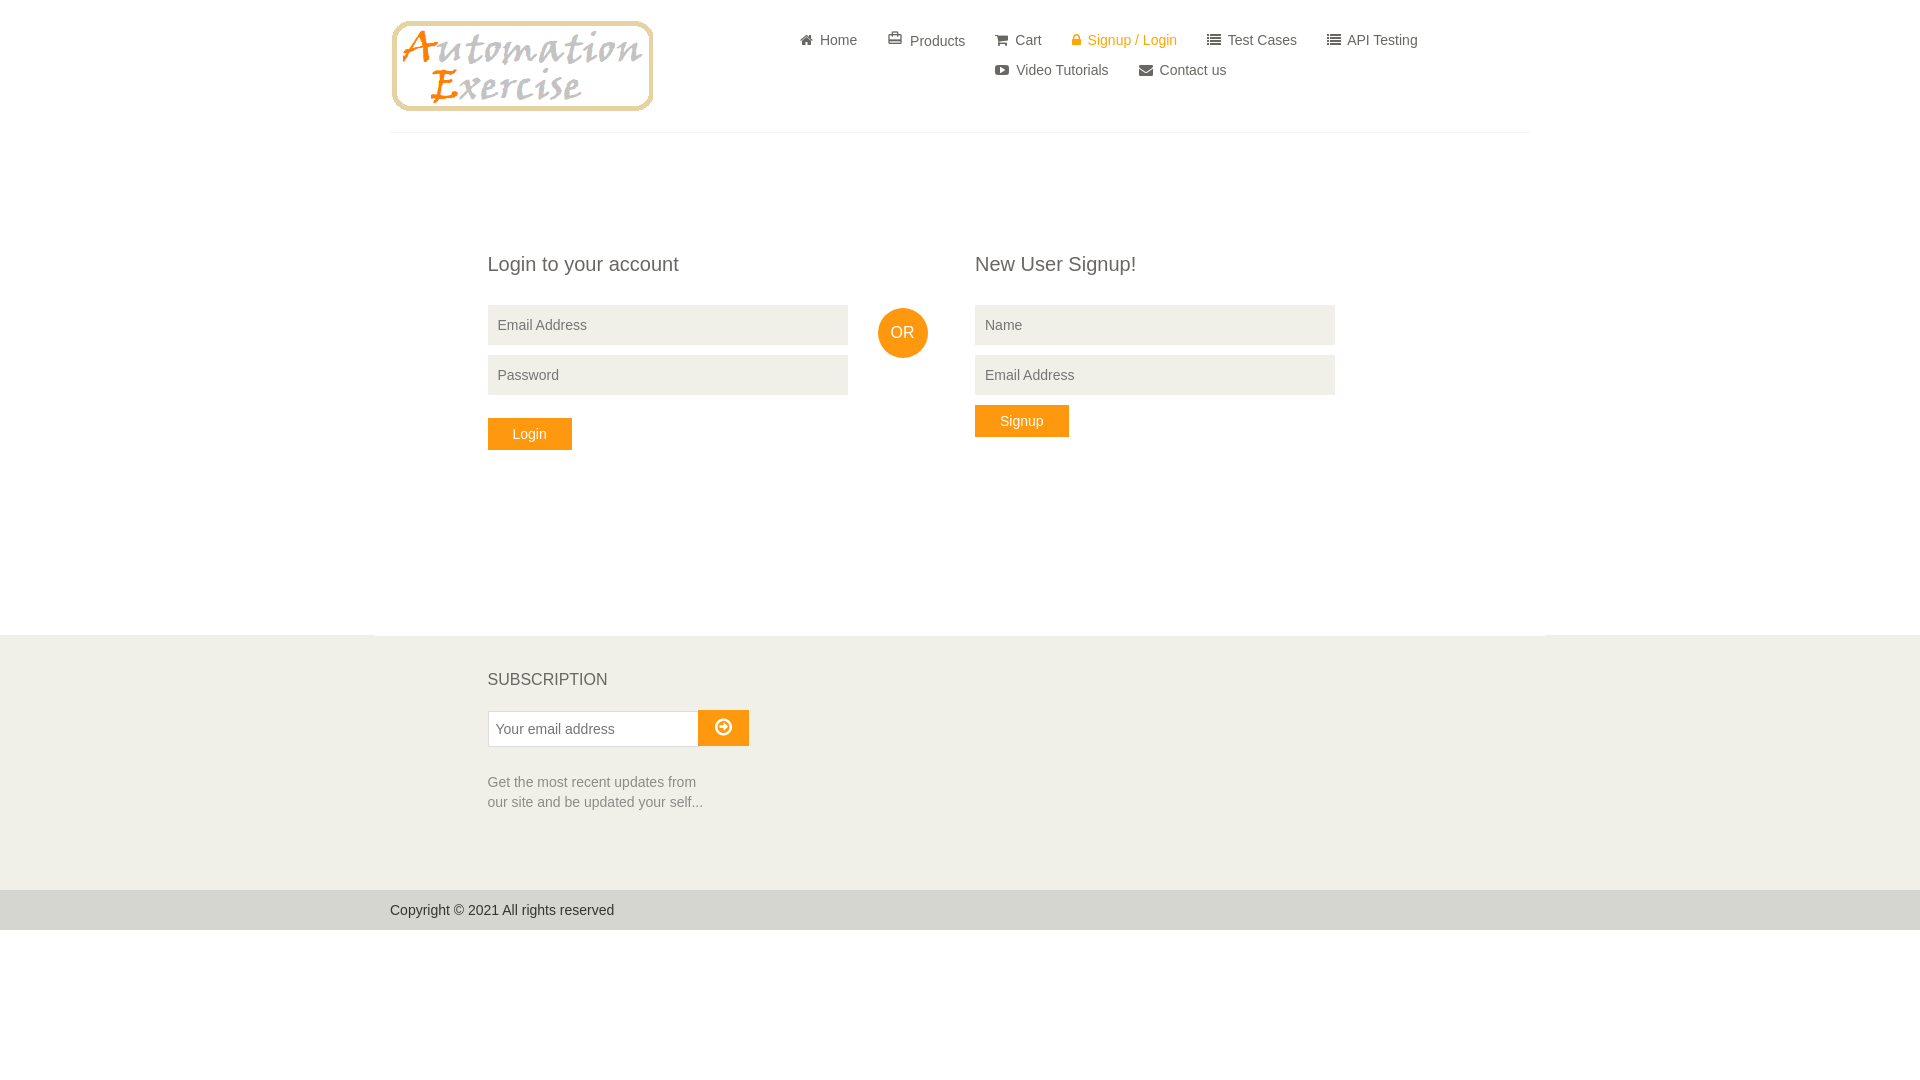 Automation
Exercise
Home
Products
Cart
Signup / Login
Test Cases
API Testing
Video Tutorials
Contact us
Login to your account
Email Address
Password
Login
OR
New User Signup!
Name
Email Address
Signup
SUBSCRIPTION
Your email address
Get the most recent updates from
our site and be updated your self...
Copyright © 2021 All rights reserved